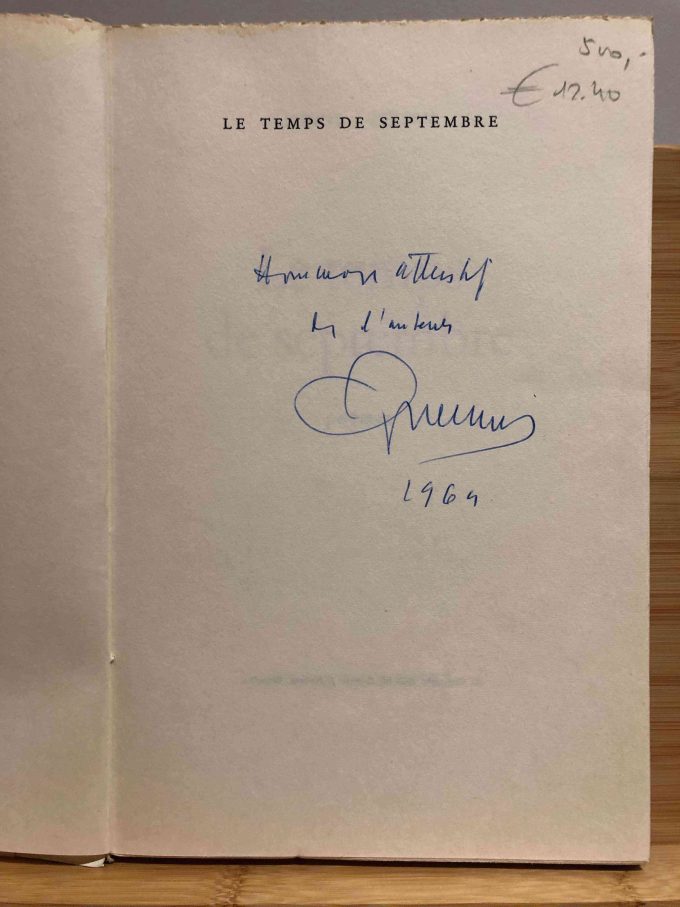 500,-
€ 12.40
LE TEMPS DE SEPTEMBRE
Hommage attentif
de l'auteur
1964